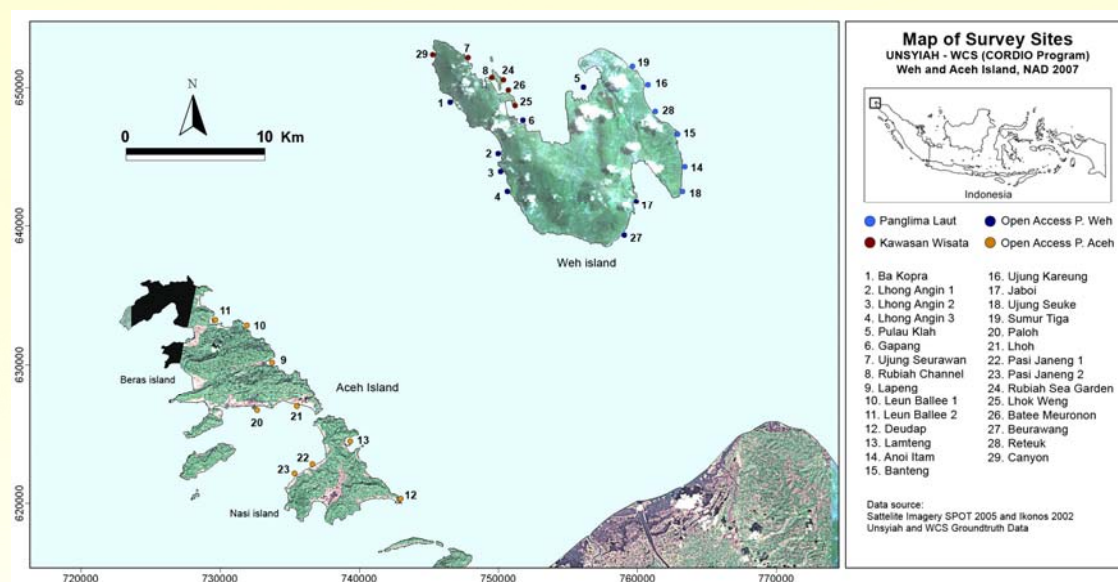 Map of Survey Sites
UNSYIAH - WCS (CORDIO Program)
Weh and Aceh Island, NAD 2007
Indonesia
Panglima Laut
Open Access P. Weh
Kawasan Wisata
Open Access P. Aceh
1. Ba Kopra
2. Lhong Angin 1
3. Lhong Angin 2
4. Lhong Angin 3
5. Pulau Klah
6. Gapang
7. Ujung Seurawan
8. Rubiah Channel
9. Lapeng
10. Leun Ballee 1
11. Leun Ballee 2
12. Deudap
13. Lamteng
14. Anoi Itam
15. Banteng
16. Ujung Kareung
17. Jaboi
18. Ujung Seuke
19. Sumur Tiga
20. Paloh
21. Lhoh
22. Pasi Janeng 1
23. Pasi Janeng 2
24. Rubiah Sea Garden
25. Lhok Weng
26. Batee Meuronon
27. Beurawang
28. Reteuk
29. Canyon
Data source:
Sattelite Imagery SPOT 2005 and Ikonos 2002
Unsyiah and WCS Groundtruth Data
N
0 10 Km
650000
640000
630000
620000
720000 730000 740000 750000 760000 770000
29
7
8
24
26
25
1
6
5
19
16
28
15
14
18
2
3
4
17
27
Weh island
11
10
9
Beras island
Aceh Island
20
21
13
22
23
12
Nasi island